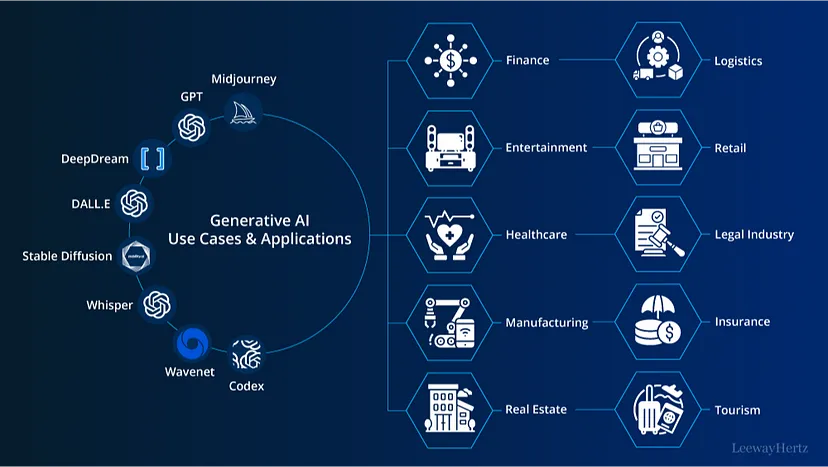 Midjourney
GPT
DeepDream
DALL.E
Stable Diffusion
Whisper
Wavenet
Codex
Generative AI
Use Cases & Applications
Finance
Logistics
Entertainment
Retail
Healthcare
Legal Industry
Manufacturing
Insurance
Real Estate
Tourism
LeewayHertz